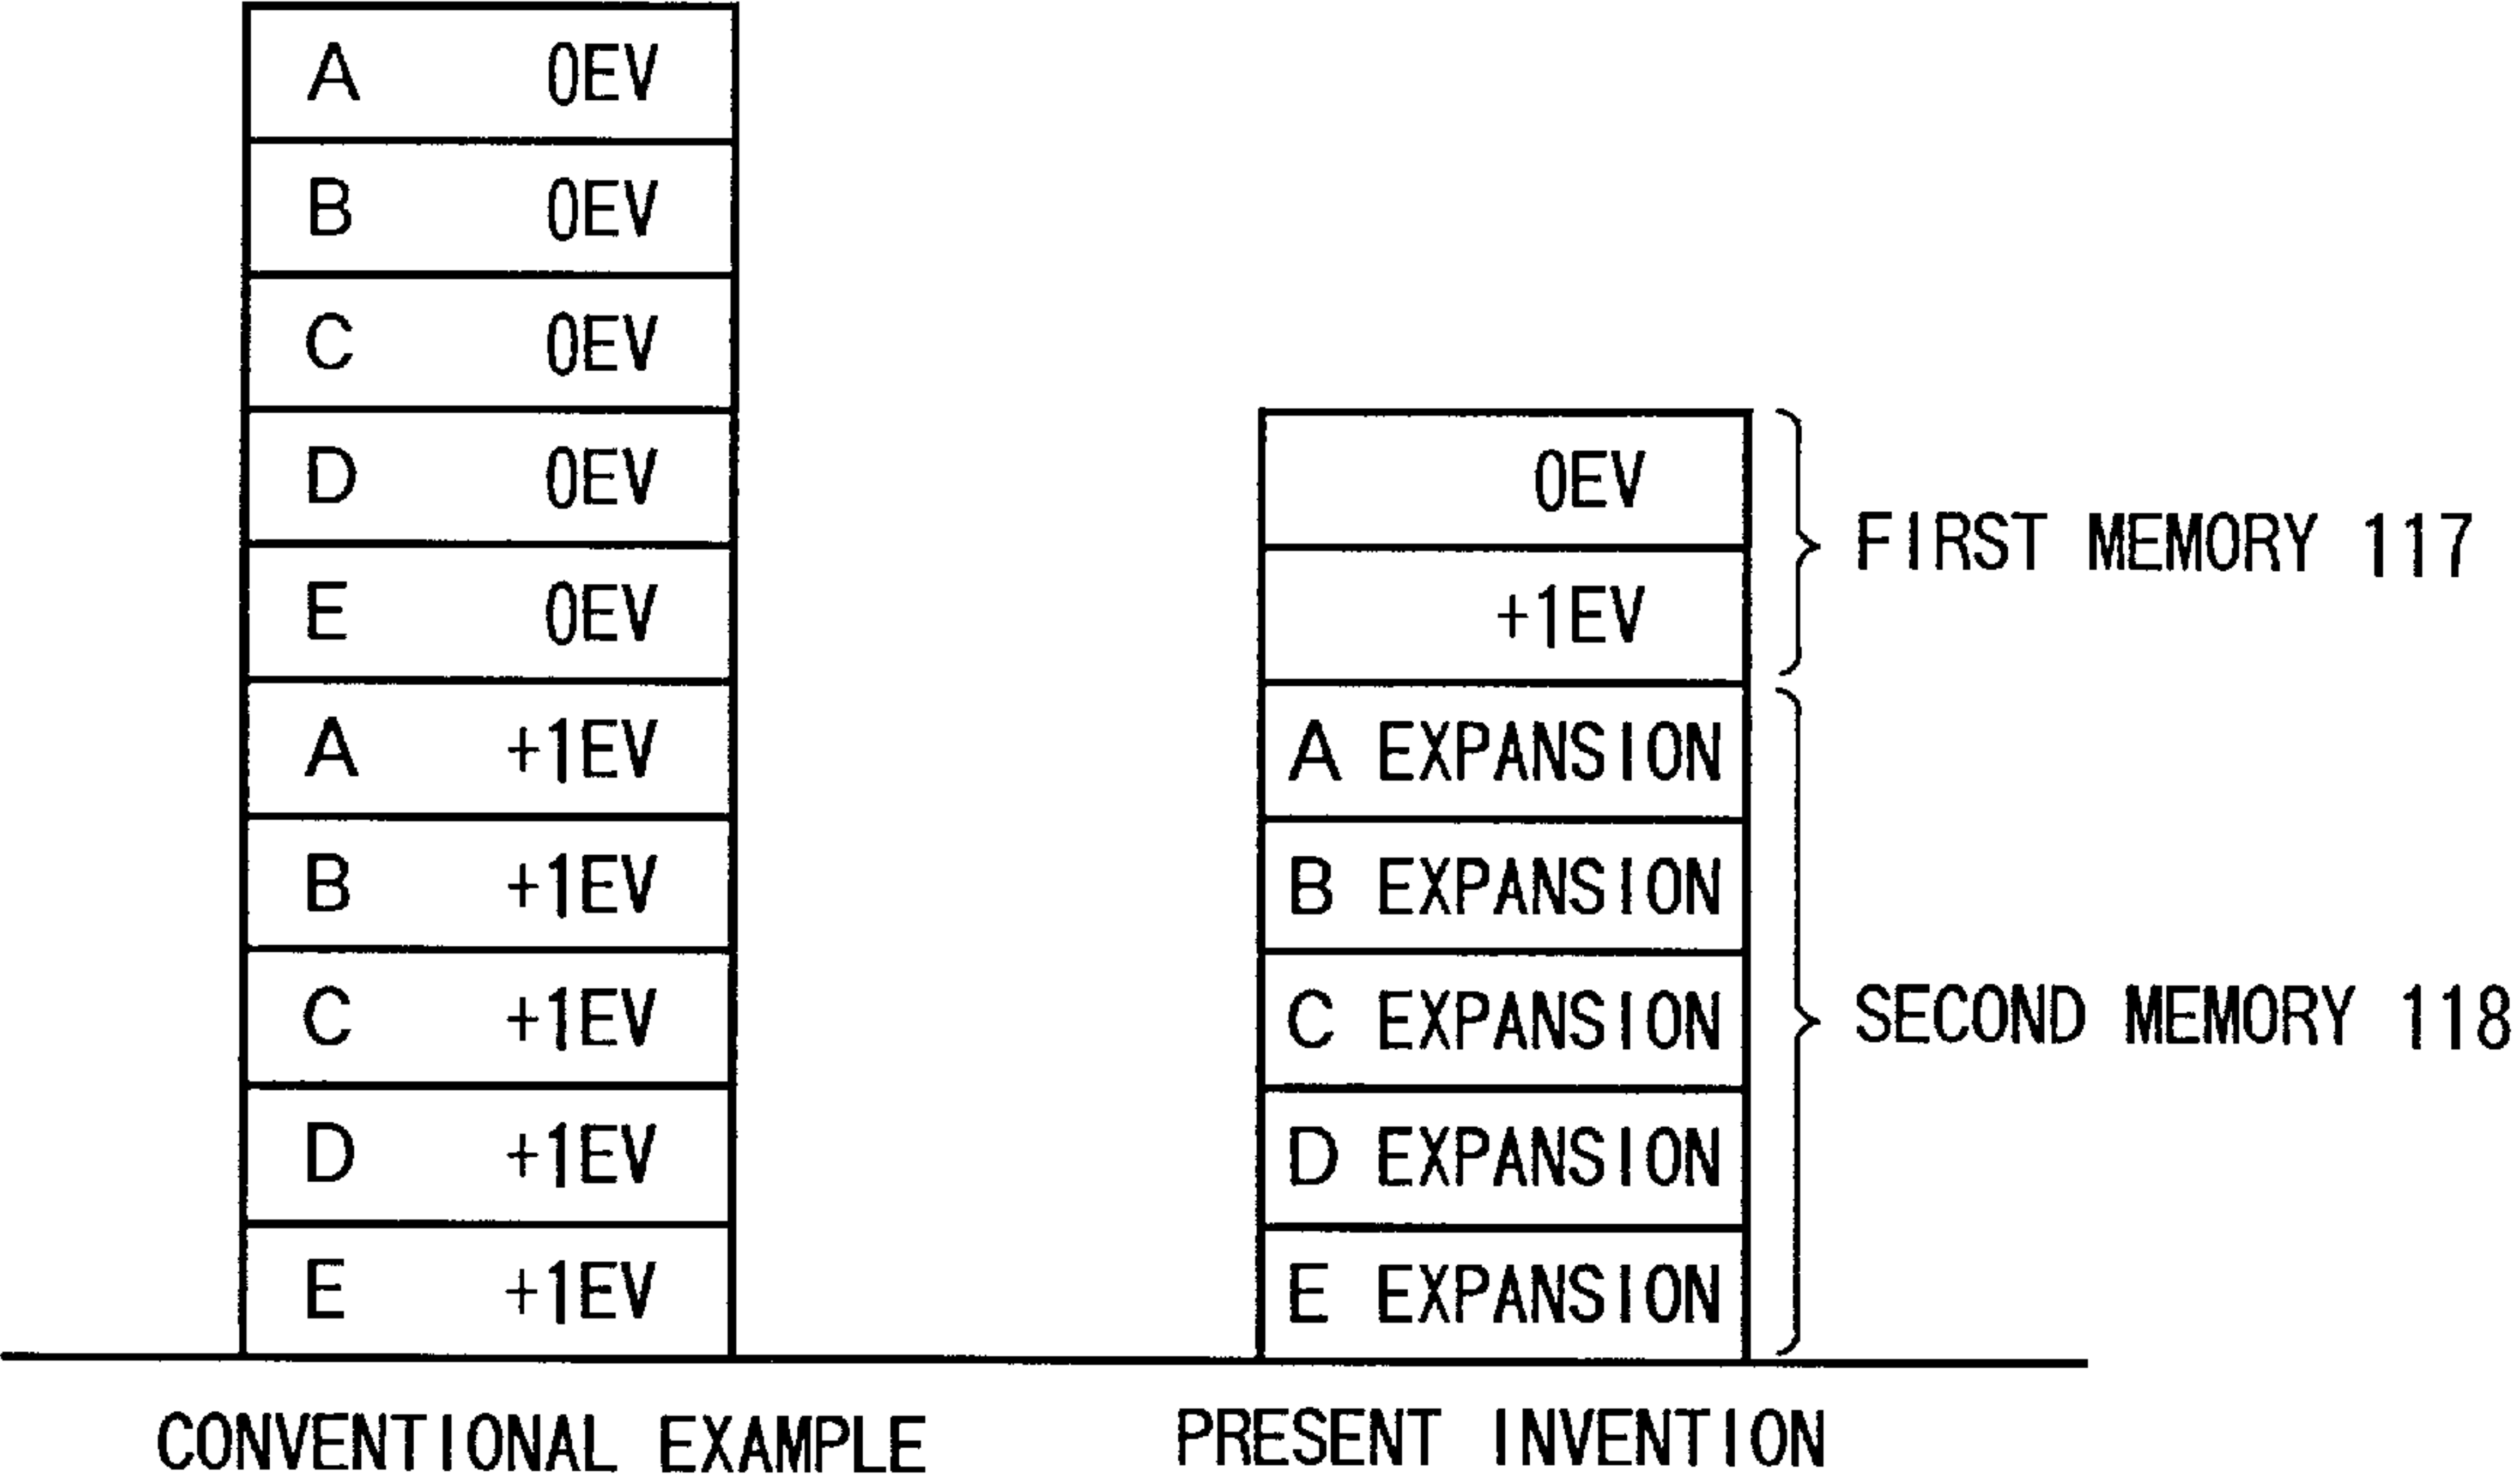 A 0EV
B 0EV
C 0EV
D 0EV
E 0EV
A +1EV
B +1EV
C +1EV
D +1EV
E +1EV
CONVENTIONAL EXAMPLE
0EV
+1EV
FIRST MEMORY 117
A EXPANSION
B EXPANSION
C EXPANSION
D EXPANSION
E EXPANSION
SECOND MEMORY 118
PRESENT INVENTION